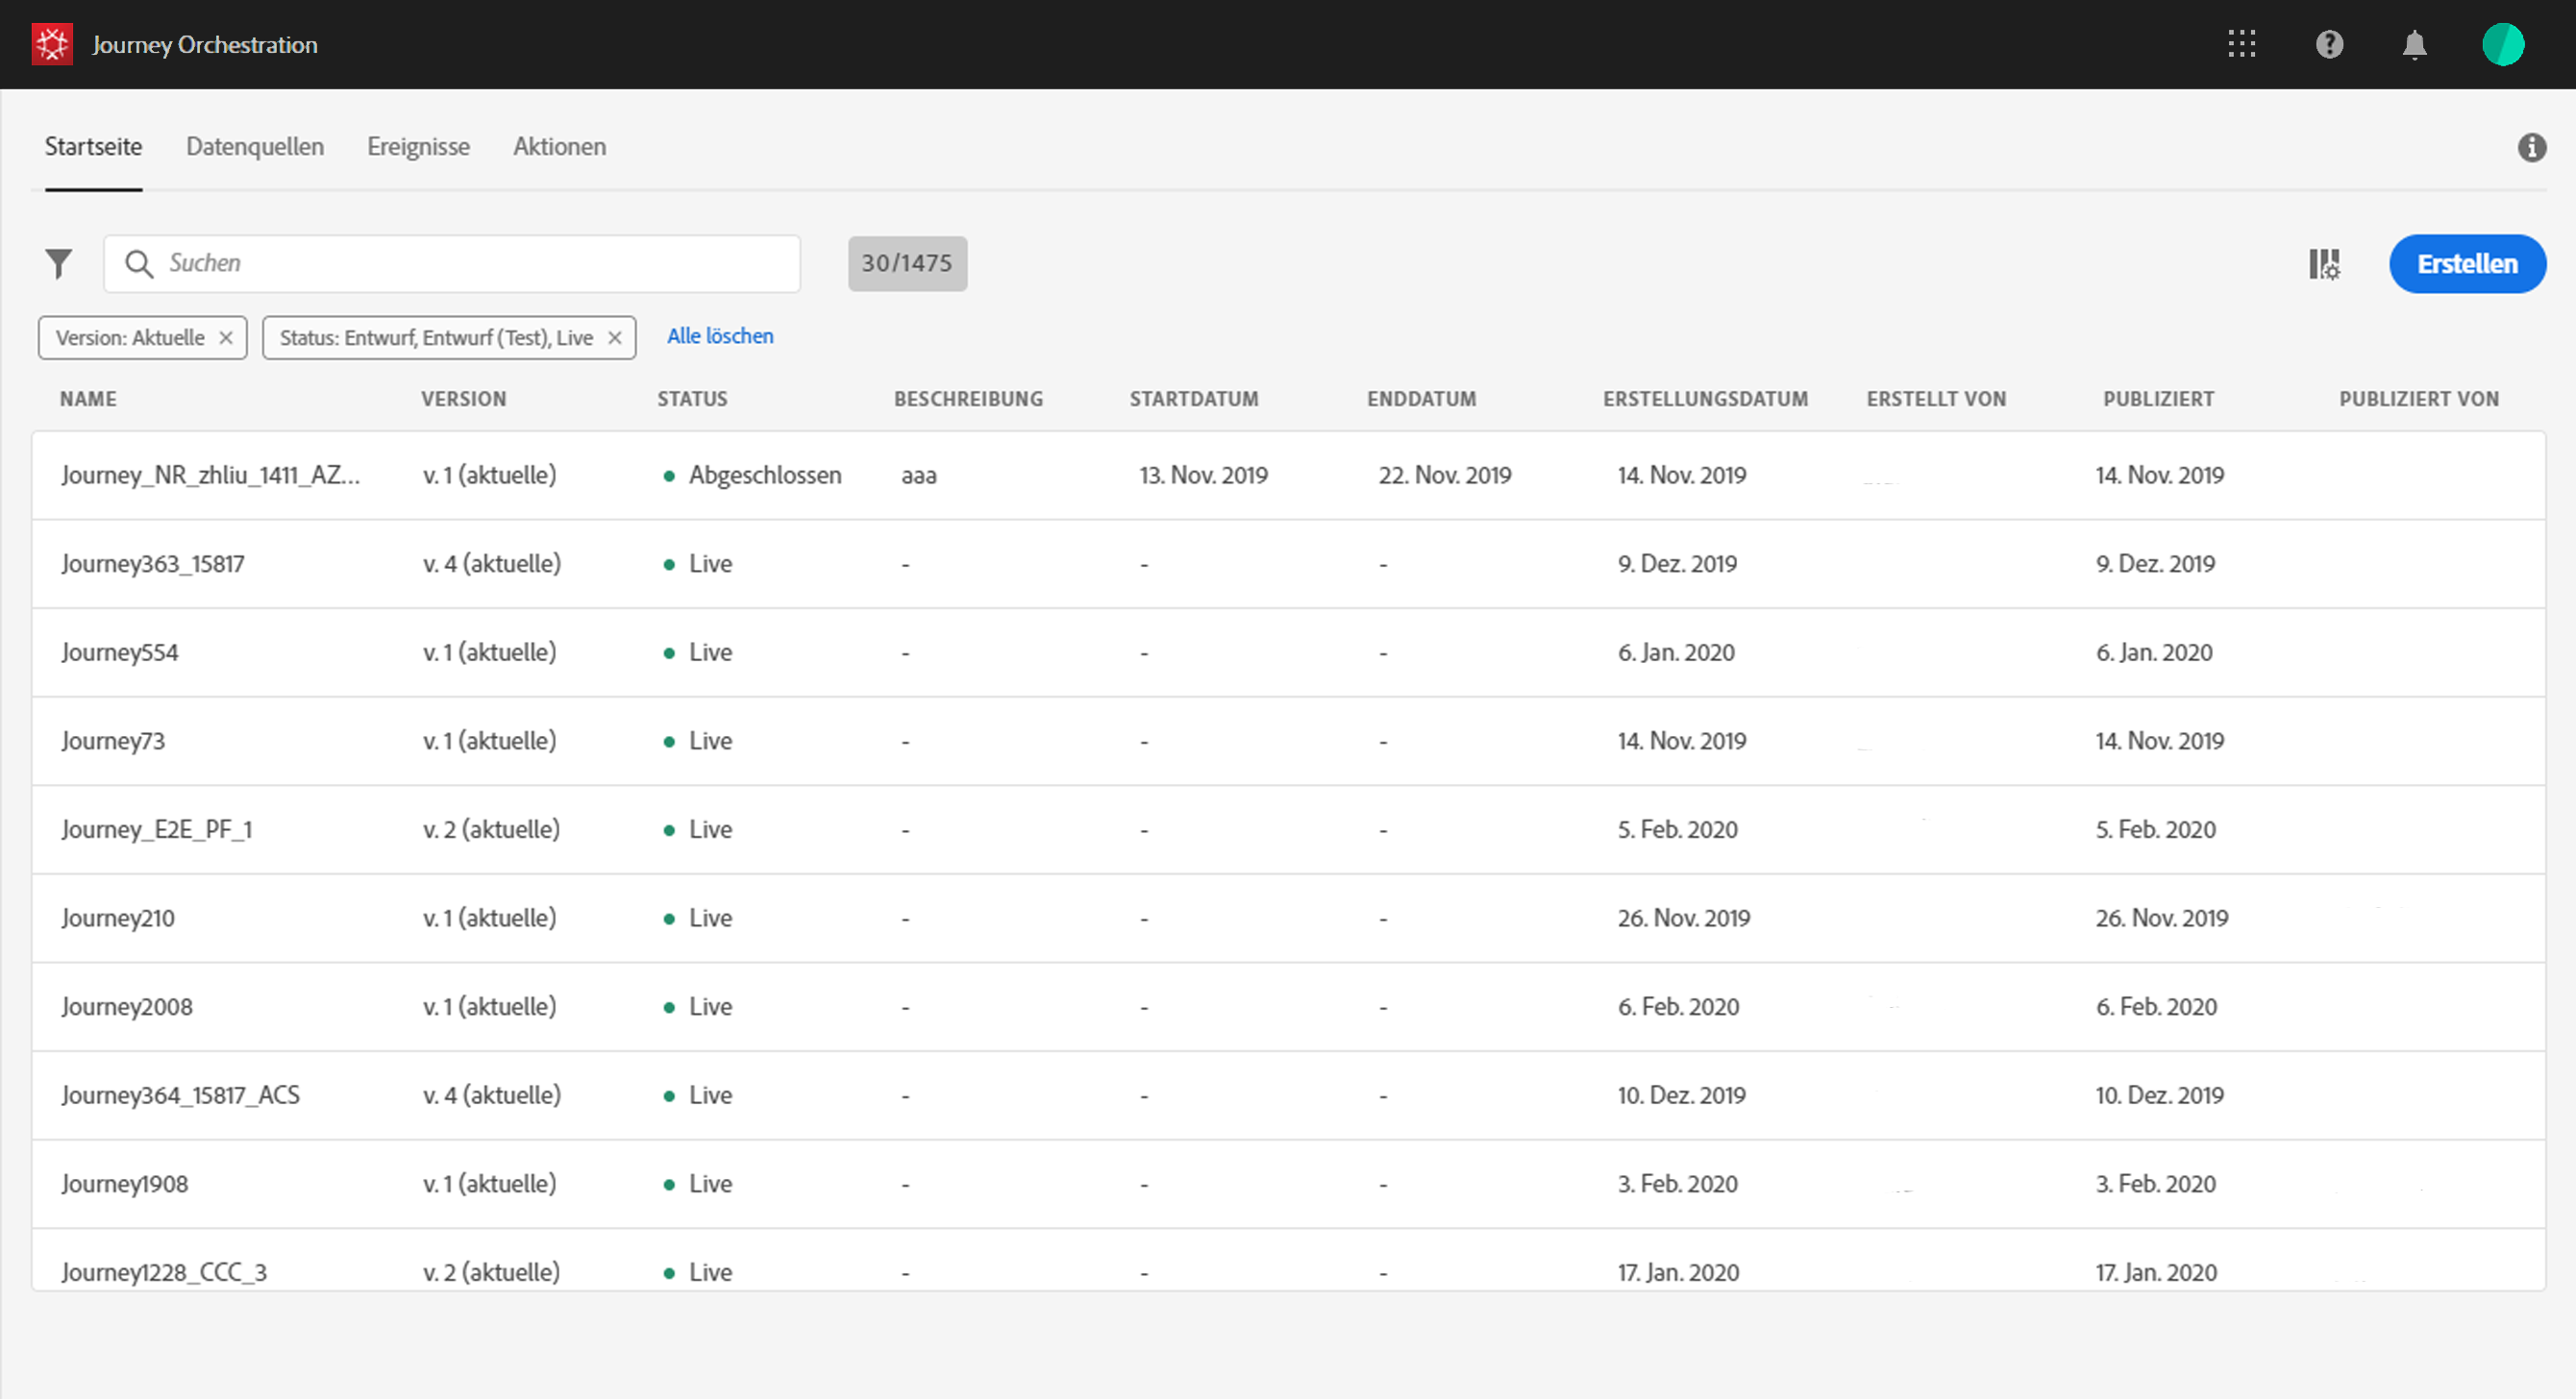 Journey Orchestration
Startseite Datenquellen Ereignisse Aktionen
Suchen 30/1475 Erstellen
Version: Aktuelle Status: Entwurf, Entwurf (Test), Live Alle löschen
NAME VERSION STATUS BESCHREIBUNG STARTDATUM ENDDATUM ERSTELLUNGSDATUM ERSTELLT VON PUBLIZIERT PUBLIZIERT VON
Journey_NR_zhliu_1411_AZ... v. 1 (aktuelle) Abgeschlossen aaa 13. Nov. 2019 22. Nov. 2019 14. Nov. 2019 14. Nov. 2019
Journey363_15817 v. 4 (aktuelle) Live - - - 9. Dez. 2019 9. Dez. 2019
Journey554 v. 1 (aktuelle) Live - - - 6. Jan. 2020 6. Jan. 2020
Journey73 v. 1 (aktuelle) Live - - - 14. Nov. 2019 14. Nov. 2019
Journey_E2E_PF_1 v. 2 (aktuelle) Live - - - 5. Feb. 2020 5. Feb. 2020
Journey210 v. 1 (aktuelle) Live - - - 26. Nov. 2019 26. Nov. 2019
Journey2008 v. 1 (aktuelle) Live - - - 6. Feb. 2020 6. Feb. 2020
Journey364_15817_ACS v. 4 (aktuelle) Live - - - 10. Dez. 2019 10. Dez. 2019
Journey1908 v. 1 (aktuelle) Live - - - 3. Feb. 2020 3. Feb. 2020
Journey1228_CCC_3 v. 2 (aktuelle) Live - - - 17. Jan. 2020 17. Jan. 2020